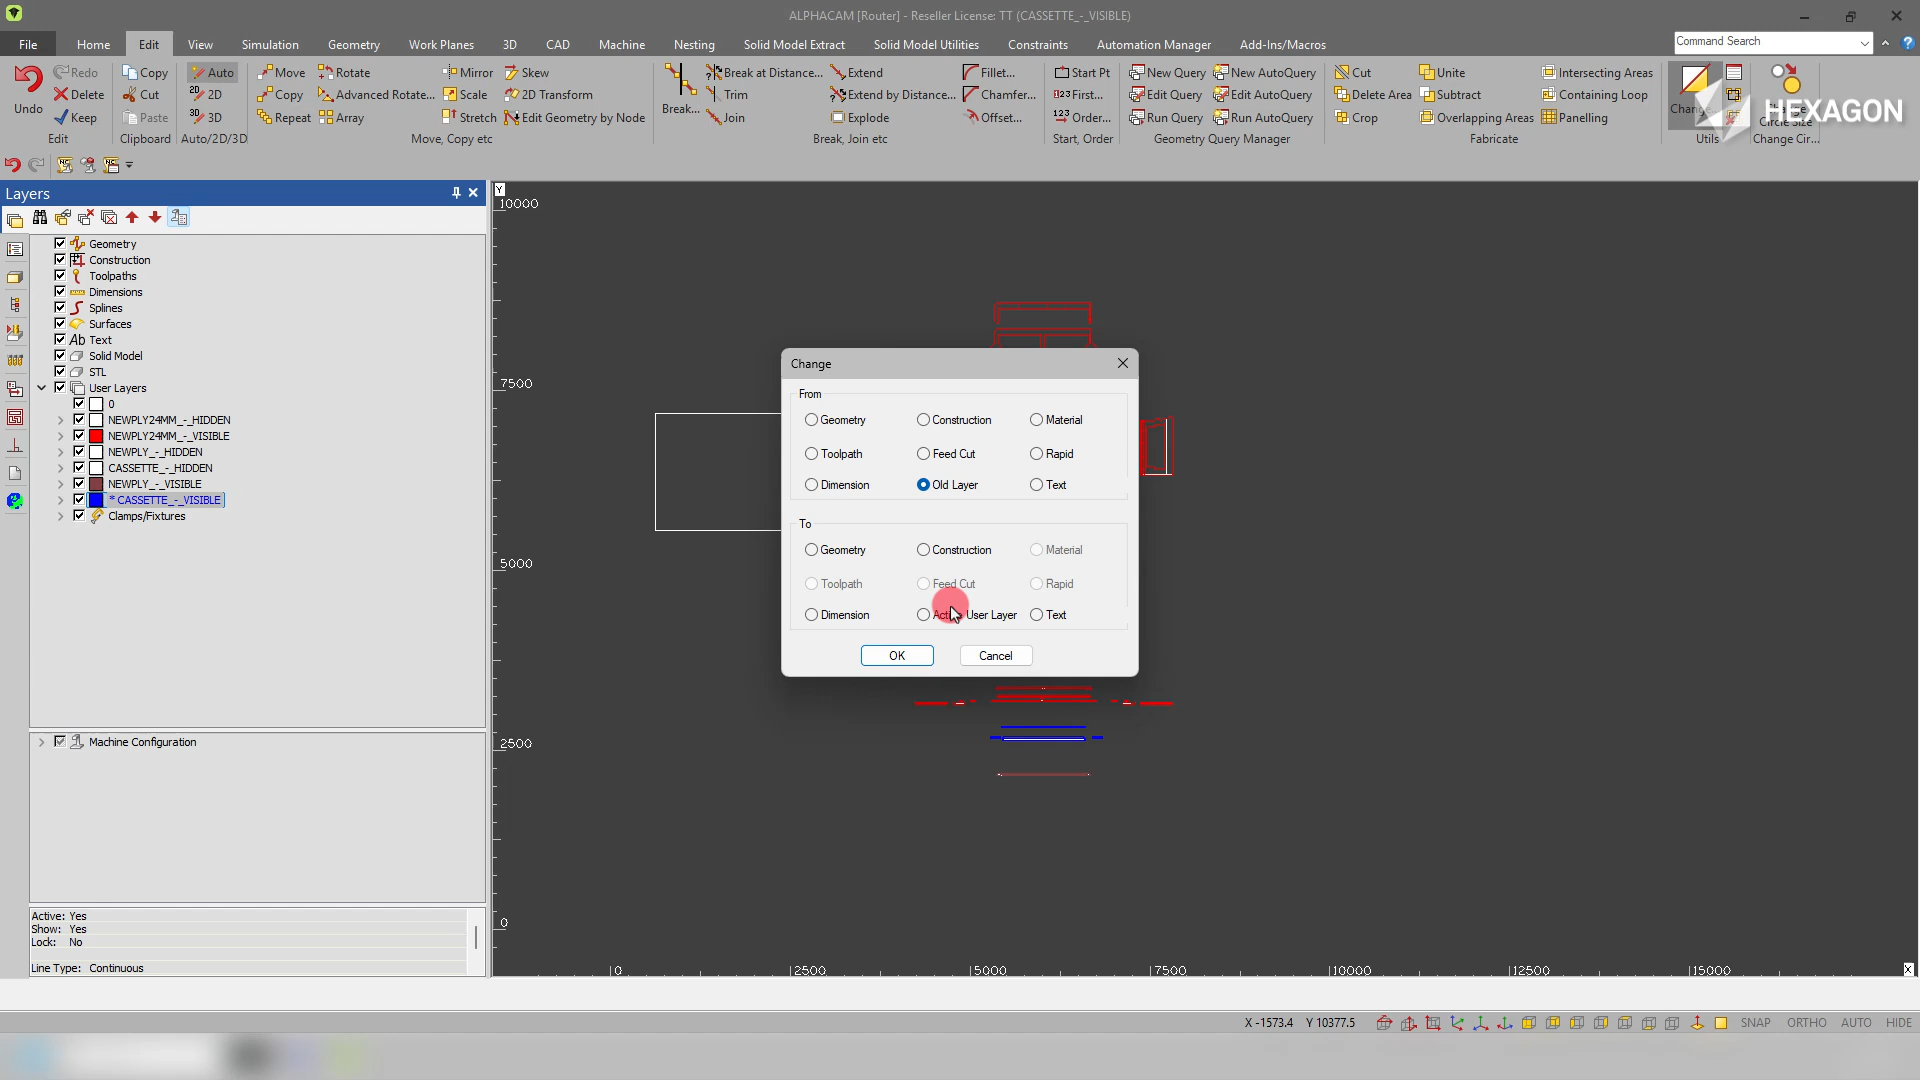 ALPHACAM [Router] - Reseller License: TT (CASSETTE_-_VISIBLE)
File Home Edit View Simulation Geometry Work Planes 3D CAD Machine Nesting Solid Model Extract Solid Model Utilities Constraints Automation Manager Add-Ins/Macros Command Search
Redo Copy Auto Move Rotate Mirror Skew Break at Distance... Extend Fillet... Start Pt New Query New AutoQuery Cut Unite Intersecting Areas
Delete Cut 2D Copy Advanced Rotate... Scale 2D Transform Trim Extend by Distance... Chamfer... First... Edit Query Edit AutoQuery Delete Area Subtract Containing Loop
Undo Keep Paste 3D Repeat Array Stretch Edit Geometry by Node Break... Join Explode Offset... Order... Run Query Run AutoQuery Crop Overlapping Areas Panelling Change HEXAGON
Circle Size
Edit Clipboard Auto/2D/3D Move, Copy etc Break, Join etc Start, Order Geometry Query Manager Fabricate Utils Change Cir...
Layers
Geometry
Construction
Toolpaths
Dimensions
Splines
Surfaces
Ab Text
Solid Model
STL
User Layers
0
NEWPLY24MM_-_HIDDEN
NEWPLY24MM_-_VISIBLE
NEWPLY_-_HIDDEN
CASSETTE_-_HIDDEN
NEWPLY_-_VISIBLE
* CASSETTE_-_VISIBLE
Clamps/Fixtures
Machine Configuration
Active: Yes
Show: Yes
Lock: No
Line Type: Continuous
Y
10000
7500
5000
2500
0
0 2500 5000 7500 10000 12500 15000 X
Change
From
Geometry Construction Material
Toolpath Feed Cut Rapid
Dimension Old Layer Text
To
Geometry Construction Material
Toolpath Feed Cut Rapid
Dimension Active User Layer Text
OK Cancel
X -1573.4 Y 10377.5 SNAP ORTHO AUTO HIDE